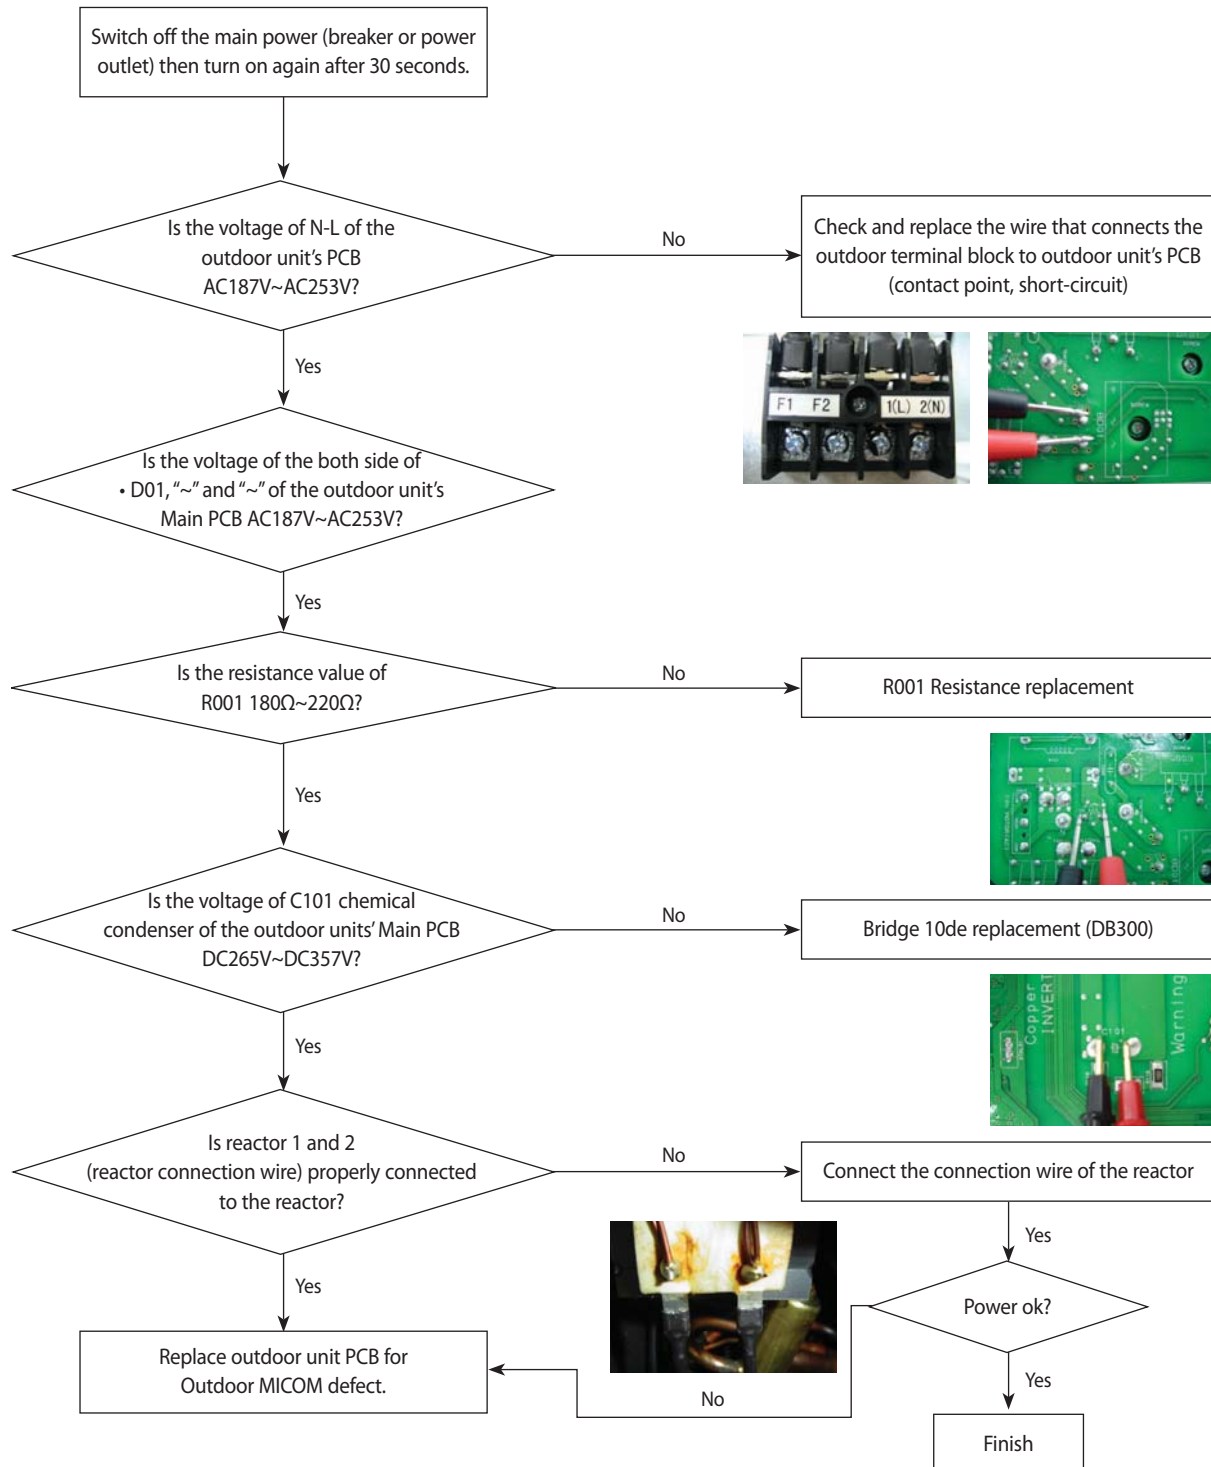 Switch off the main power (breaker or power
outlet) then turn on again after 30 seconds.
Is the voltage of N-L of the
outdoor unit's PCB
AC187V~AC253V?
No
Check and replace the wire that connects the
outdoor terminal block to outdoor unit's PCB
(contact point, short-circuit)
Yes
F1 F2 1(L) 2(N)
Is the voltage of the both side of
• D01, “~” and “~” of the outdoor unit's
Main PCB AC187V~AC253V?
Yes
Is the resistance value of
R001 180Ω~220Ω?
No
R001 Resistance replacement
Yes
Is the voltage of C101 chemical
condenser of the outdoor units' Main PCB
DC265V~DC357V?
No
Bridge 10de replacement (DB300)
Copper
INVERT
C101
Warning
Yes
Is reactor 1 and 2
(reactor connection wire) properly connected
to the reactor?
No
Connect the connection wire of the reactor
Yes
Yes
Power ok?
Replace outdoor unit PCB for
Outdoor MICOM defect.
No
Yes
Finish